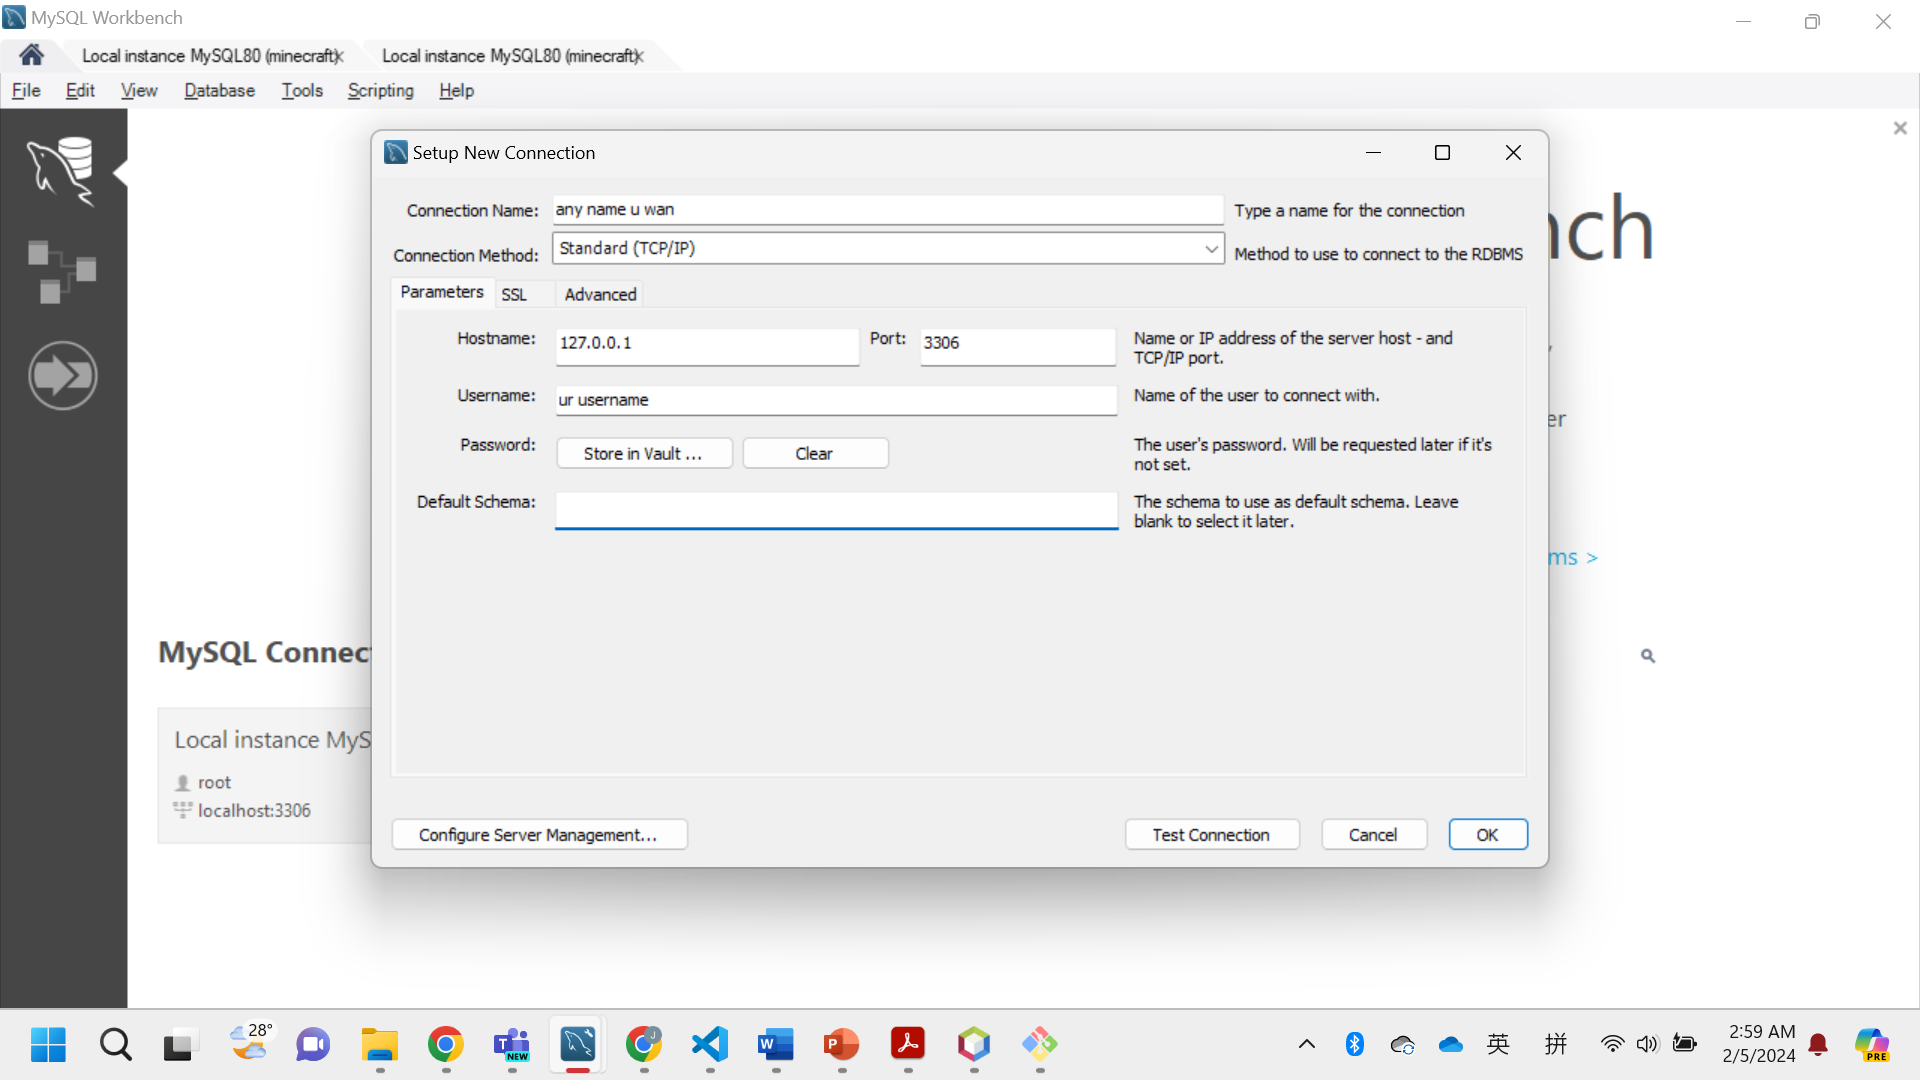 MySQL Workbench
Local instance MySQL80 (minecraft) Local instance MySQL80 (minecraft)
File Edit View Database Tools Scripting Help
Setup New Connection
Connection Name: any name u wan Type a name for the connection
Connection Method: Standard (TCP/IP) Method to use to connect to the RDBMS
nch
Parameters SSL Advanced
Hostname: 127.0.0.1 Port: 3306 Name or IP address of the server host - and
TCP/IP port.
Username: ur username Name of the user to connect with.
er
Password: Store in Vault ... Clear The user's password. Will be requested later if it's
not set.
Default Schema: The schema to use as default schema. Leave
blank to select it later.
ms >
MySQL Connect
Local instance MyS
root
localhost:3306
Configure Server Management... Test Connection Cancel OK
28°
NEW
英 拼
2:59 AM
2/5/2024
PRE